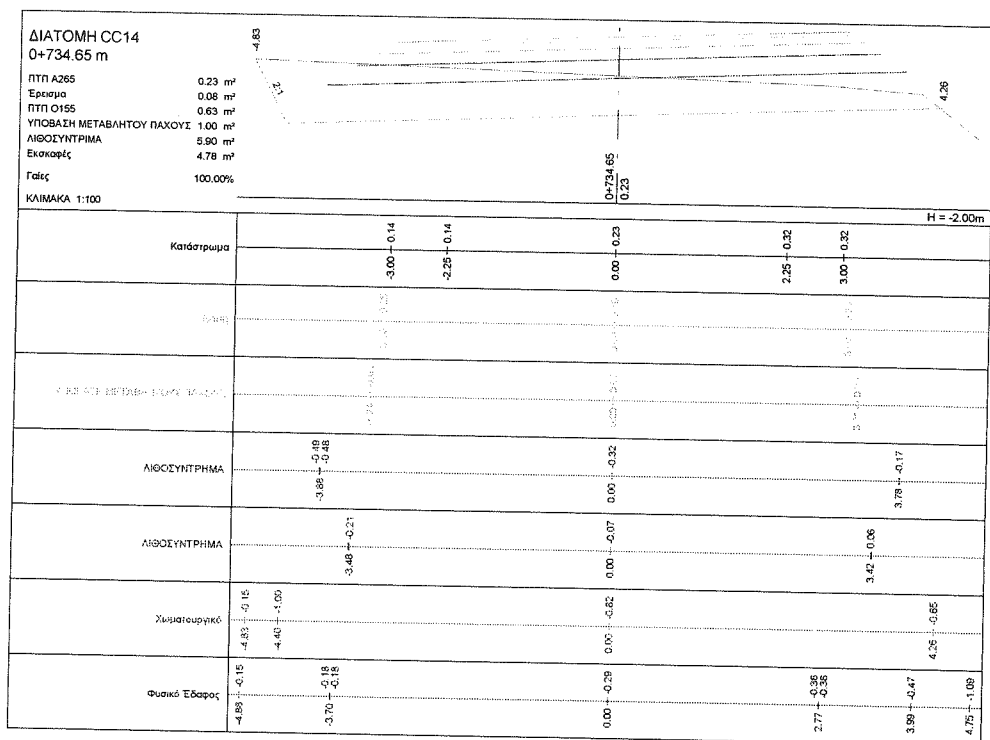 ΔΙΑΤΟΜΗ CC14
0+734.65 m
ΠΤΠ Α265 0.23 m²
Έρεισμα 0.08 m²
ΠΤΠ Ο155 0.63 m²
ΥΠΟΒΑΣΗ ΜΕΤΑΒΛΗΤΟΥ ΠΑΧΟΥΣ 1.00 m²
ΛΙΘΟΣΥΝΤΡΙΜΑ 5.90 m²
Εκσκαφές 4.78 m²
Γαίες 100.00%
ΚΛΙΜΑΚΑ 1:100
-4.83
4.26
0+734.65
0.23
H = -2.00m
Κατάστρωμα
-3.00 0.14
-2.25 0.14
0.00 0.23
2.25 0.32
3.00 0.32
ΛΙΘΟΣΥΝΤΡΗΜΑ
-3.88 -0.49 -0.48
0.00 -0.32
3.78 -0.17
ΛΙΘΟΣΥΝΤΡΗΜΑ
-3.48 -0.21
0.00 -0.07
3.42 0.06
Χωματουργικό
-4.83 -0.15
-4.40 -1.00
0.00 -0.82
4.26 -0.65
Φυσικό Έδαφος
-4.88 -0.15
-3.70 -0.18 -0.18
0.00 -0.29
2.77 -0.36 -0.36
3.99 -0.47
4.75 -1.09